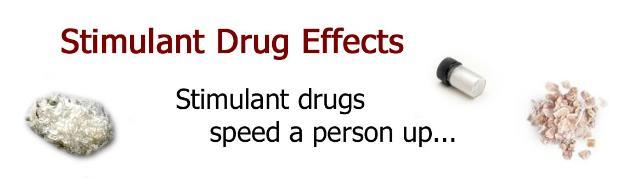 Stimulant Drug Effects
Stimulant drugs
speed a person up...